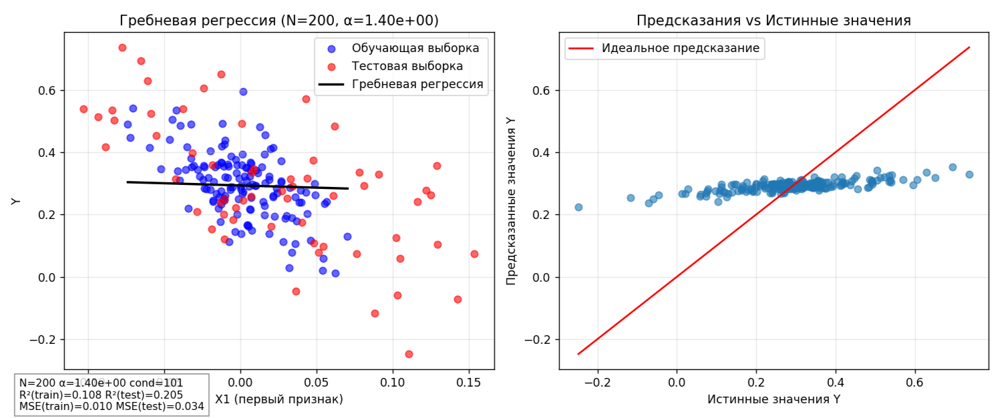 Гребневая регрессия (N=200, α=1.40e+00)
Обучающая выборка
Тестовая выборка
Гребневая регрессия
0.6
0.4
0.2
0.0
−0.2
Y
0.00
0.05
0.10
0.15
X1 (первый признак)
N=200 α=1.40e+00 cond=101
R²(train)=0.108 R²(test)=0.205
MSE(train)=0.010 MSE(test)=0.034
Предсказания vs Истинные значения
Идеальное предсказание
0.6
0.4
0.2
0.0
−0.2
Предсказанные значения Y
−0.2
0.0
0.2
0.4
0.6
Истинные значения Y